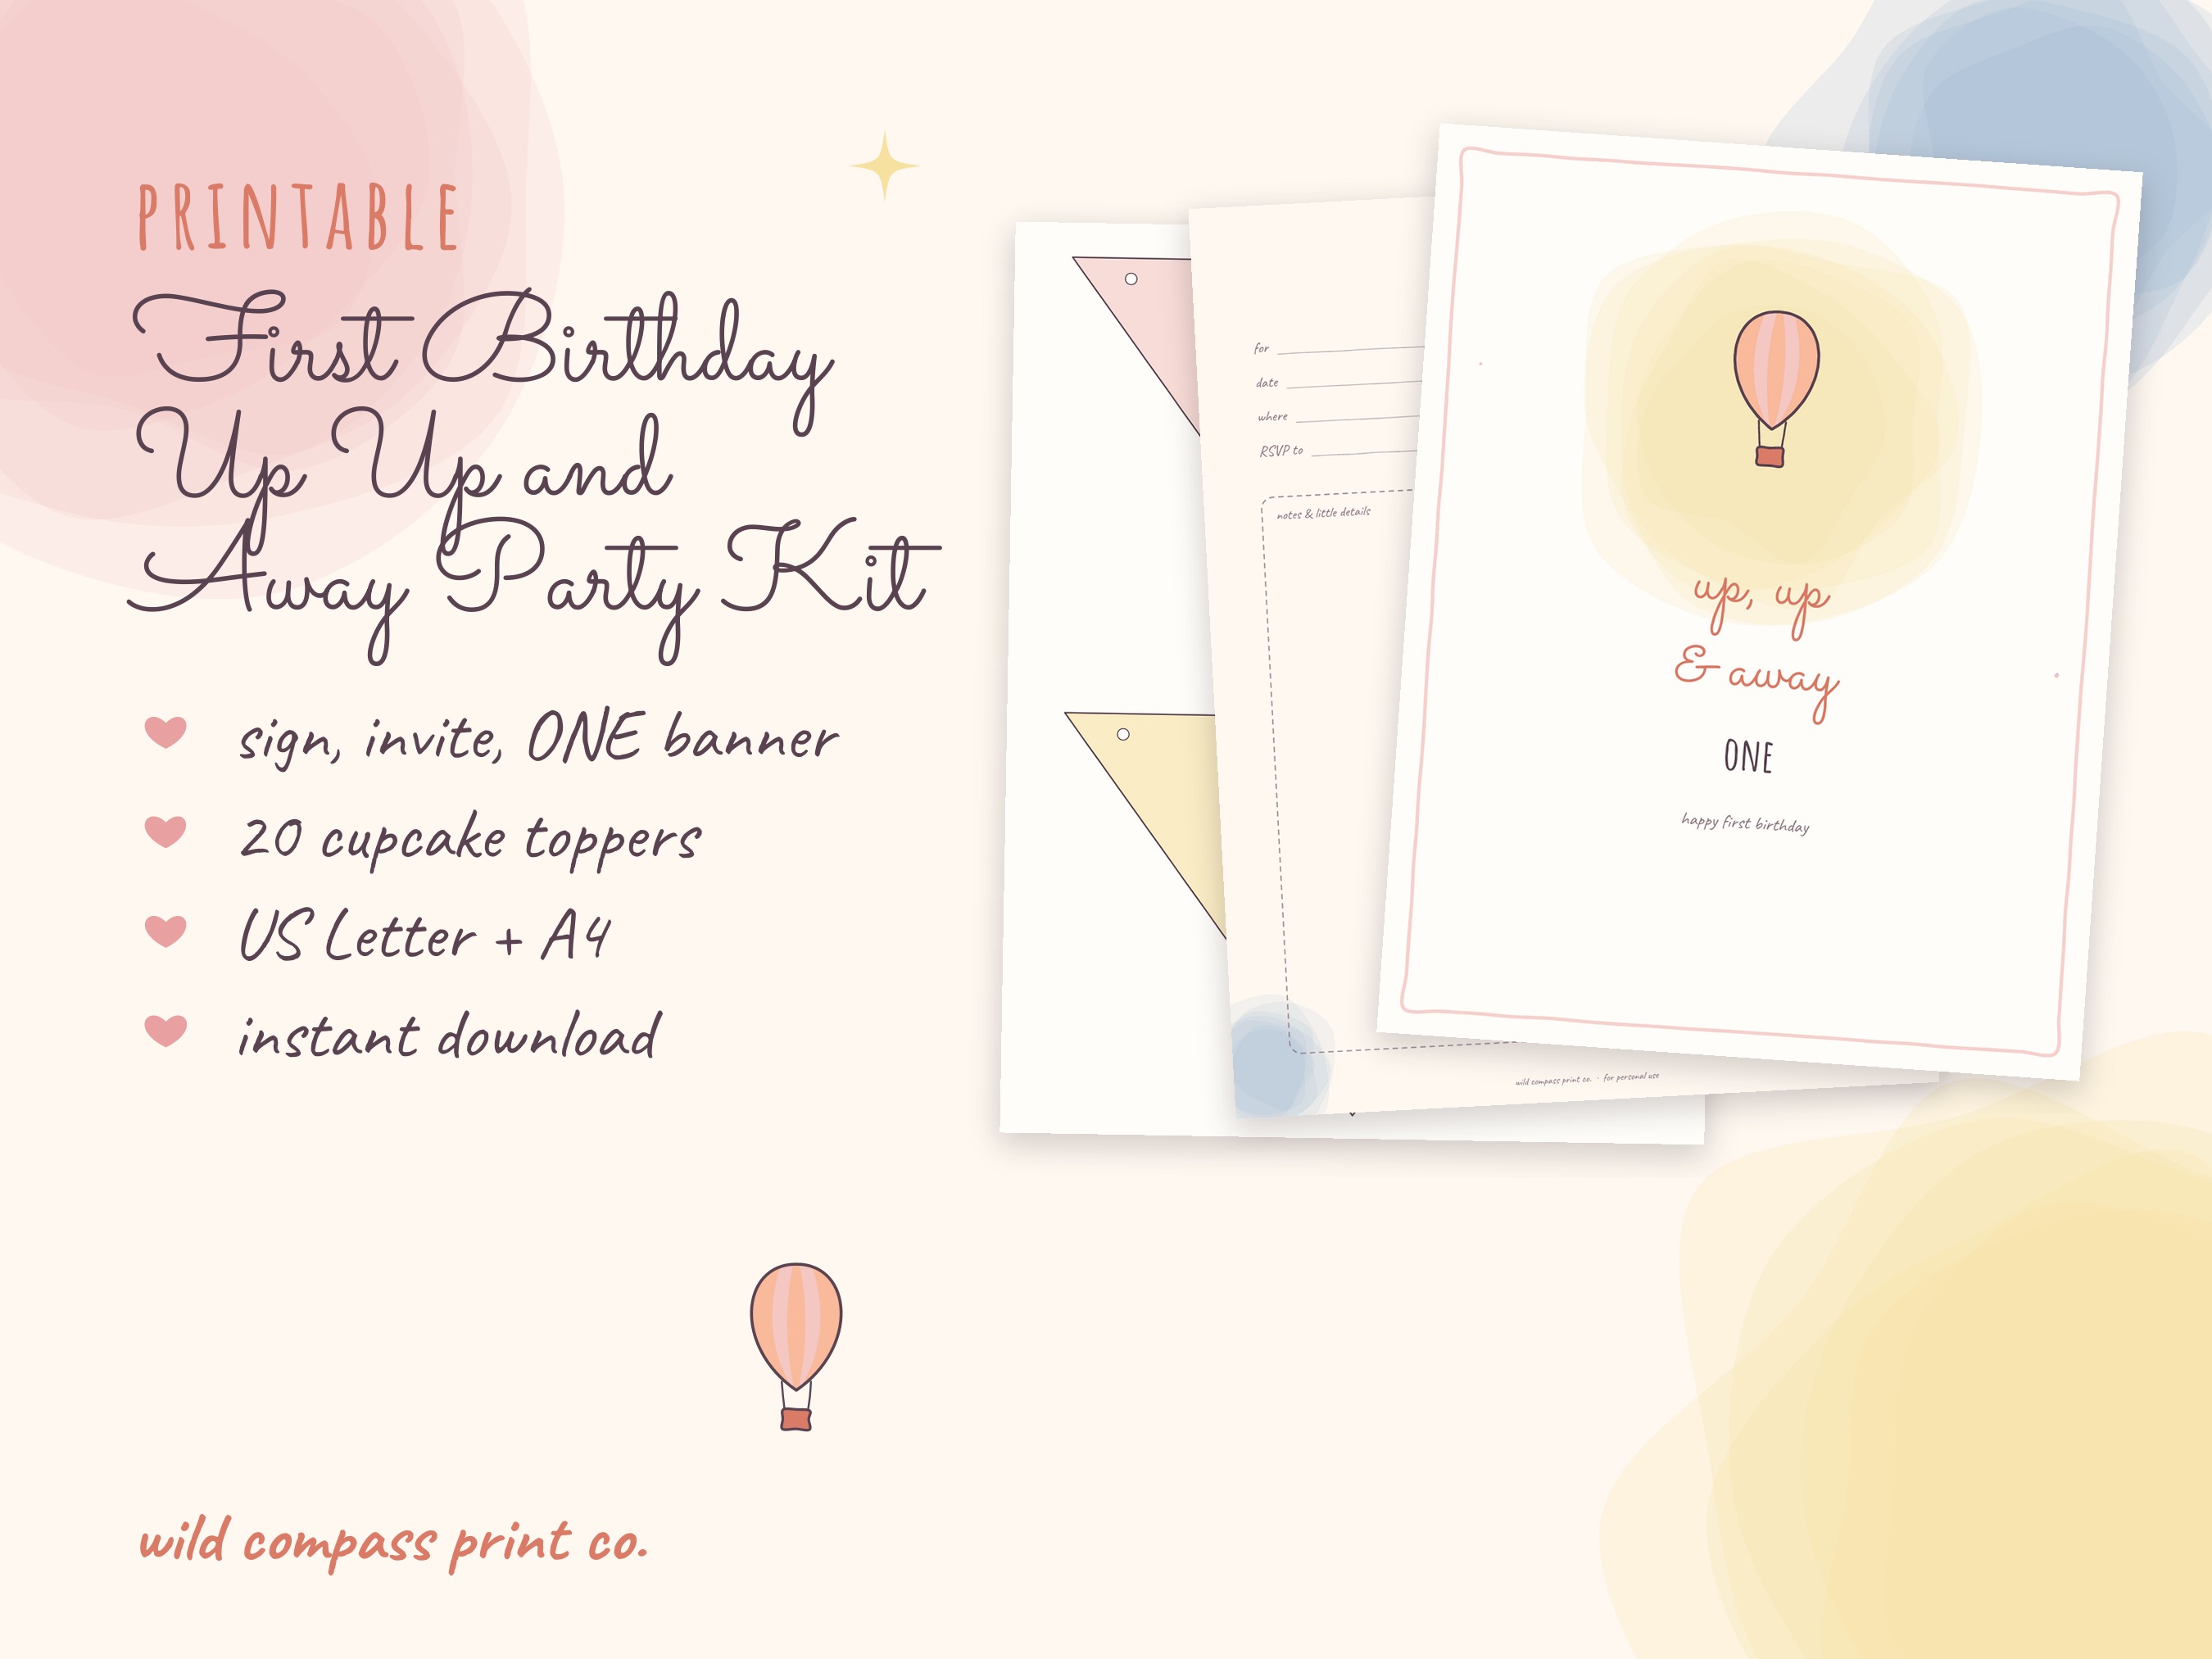 PRINTABLE
First Birthday
Up Up and
Away Party Kit
sign, invite, ONE banner
20 cupcake toppers
US Letter + A4
instant download
wild compass print co.
for
date
where
RSVP to
notes & little details
wild compass print co. · for personal use
up, up
& away
ONE
happy first birthday